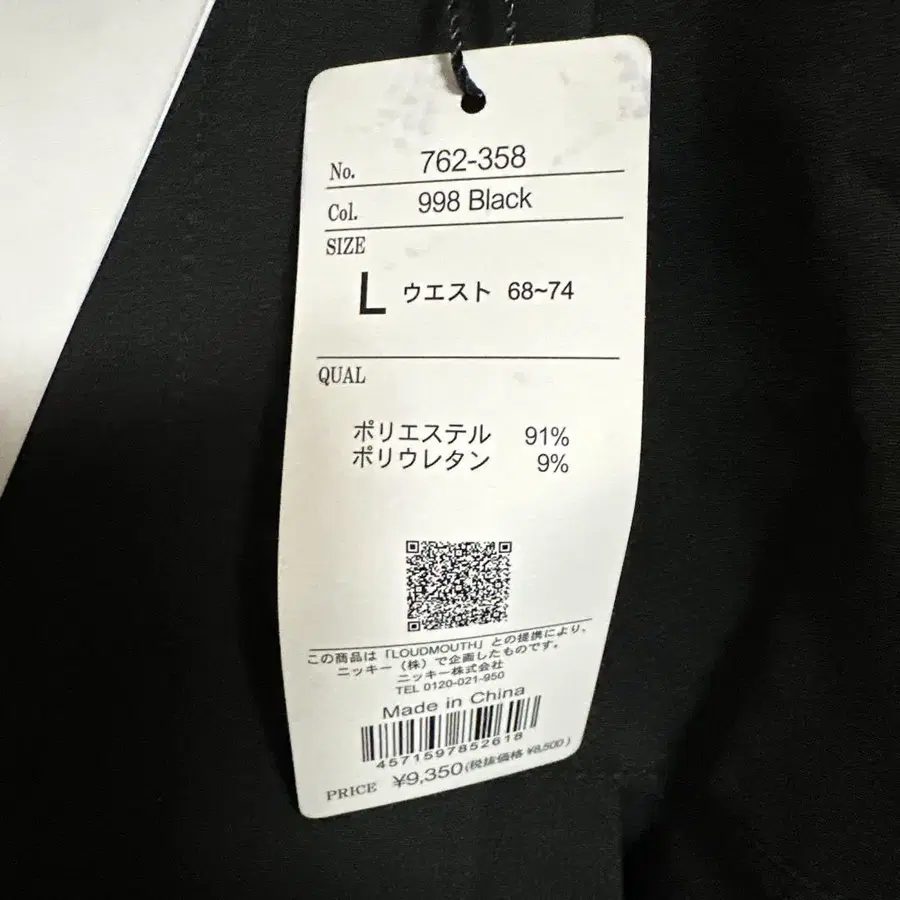 No. 762-358
Col. 998 Black
SIZE
L ウエスト 68~74
QUAL
ポリエステル 91%
ポリウレタン 9%
この商品は「LOUDMOUTH」との提携により、
ニッキー（株）で企画したものです。
ニッキー株式会社
TEL 0120-021-950
Made in China
4571597852618
PRICE ¥9,350(税抜価格 ¥8,500)